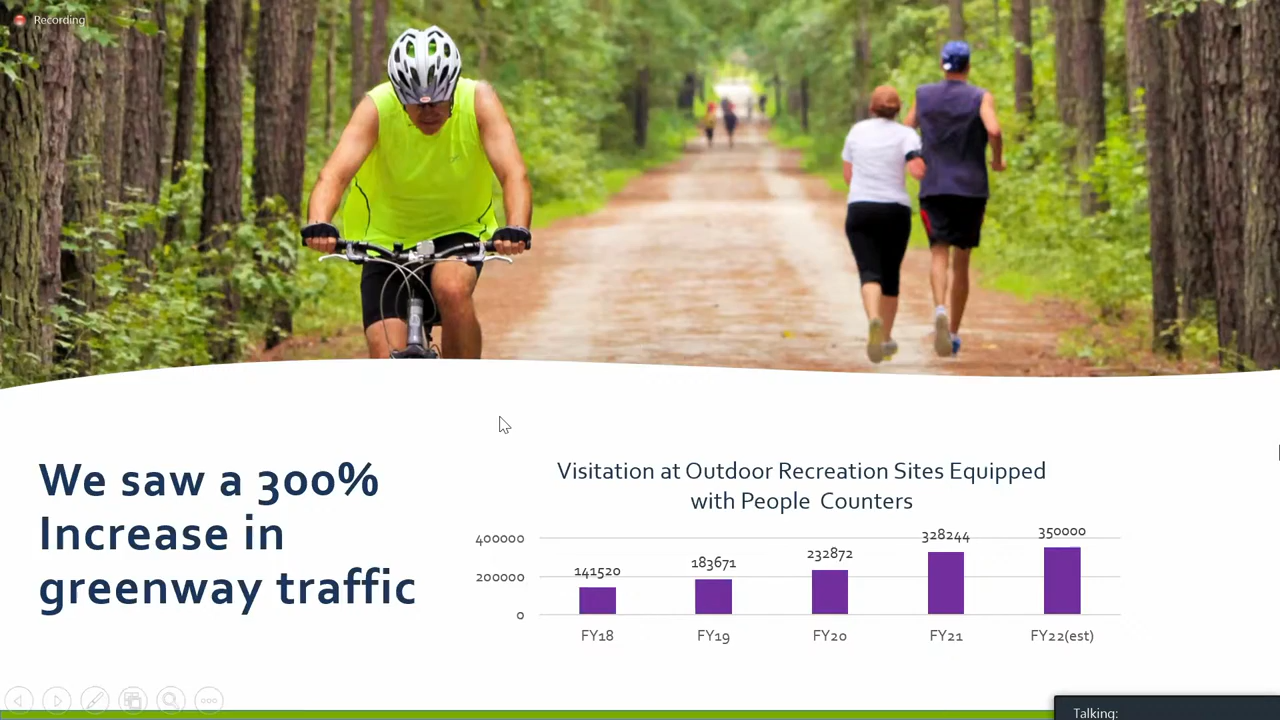 Recording
We saw a 300%
Increase in
greenway traffic
Visitation at Outdoor Recreation Sites Equipped
with People Counters
400000
200000
0
141520
183671
232872
328244
350000
FY18
FY19
FY20
FY21
FY22(est)
Talking: